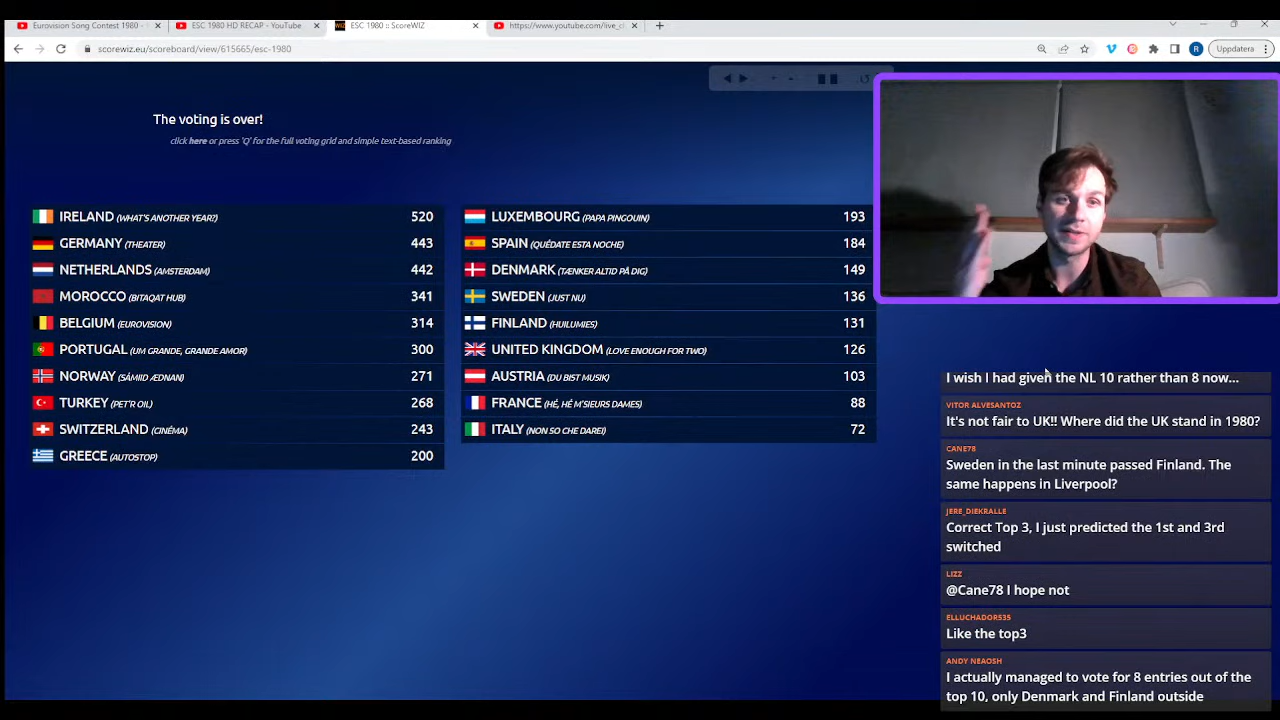 Eurovision Song Contest 1980 -
ESC 1980 HD RECAP - YouTube
WIZ
ESC 1980 :: ScoreWIZ
https://www.youtube.com/live_cl
scorewiz.eu/scoreboard/view/615665/esc-1980
R
Uppdatera
The voting is over!
click here or press 'Q' for the full voting grid and simple text-based ranking
IRELAND (WHAT'S ANOTHER YEAR?) 520
GERMANY (THEATER) 443
NETHERLANDS (AMSTERDAM) 442
MOROCCO (BITAQAT HUB) 341
BELGIUM (EUROVISION) 314
PORTUGAL (UM GRANDE, GRANDE AMOR) 300
NORWAY (SÁMIID ÆDNAN) 271
TURKEY (PET'R OIL) 268
SWITZERLAND (CINÉMA) 243
GREECE (AUTOSTOP) 200
LUXEMBOURG (PAPA PINGOUIN) 193
SPAIN (QUÉDATE ESTA NOCHE) 184
DENMARK (TÆNKER ALTID PÅ DIG) 149
SWEDEN (JUST NU) 136
FINLAND (HUILUMIES) 131
UNITED KINGDOM (LOVE ENOUGH FOR TWO) 126
AUSTRIA (DU BIST MUSIK) 103
FRANCE (HÉ, HÉ M'SIEURS DAMES) 88
ITALY (NON SO CHE DAREI) 72
I wish I had given the NL 10 rather than 8 now...
VITOR ALVESANTOZ
It's not fair to UK!! Where did the UK stand in 1980?
CANE78
Sweden in the last minute passed Finland. The
same happens in Liverpool?
JERE_DIEKRALLE
Correct Top 3, I just predicted the 1st and 3rd
switched
LIZZ
@Cane78 I hope not
ELLUCHADOR535
Like the top3
ANDY NEAOSH
I actually managed to vote for 8 entries out of the
top 10, only Denmark and Finland outside